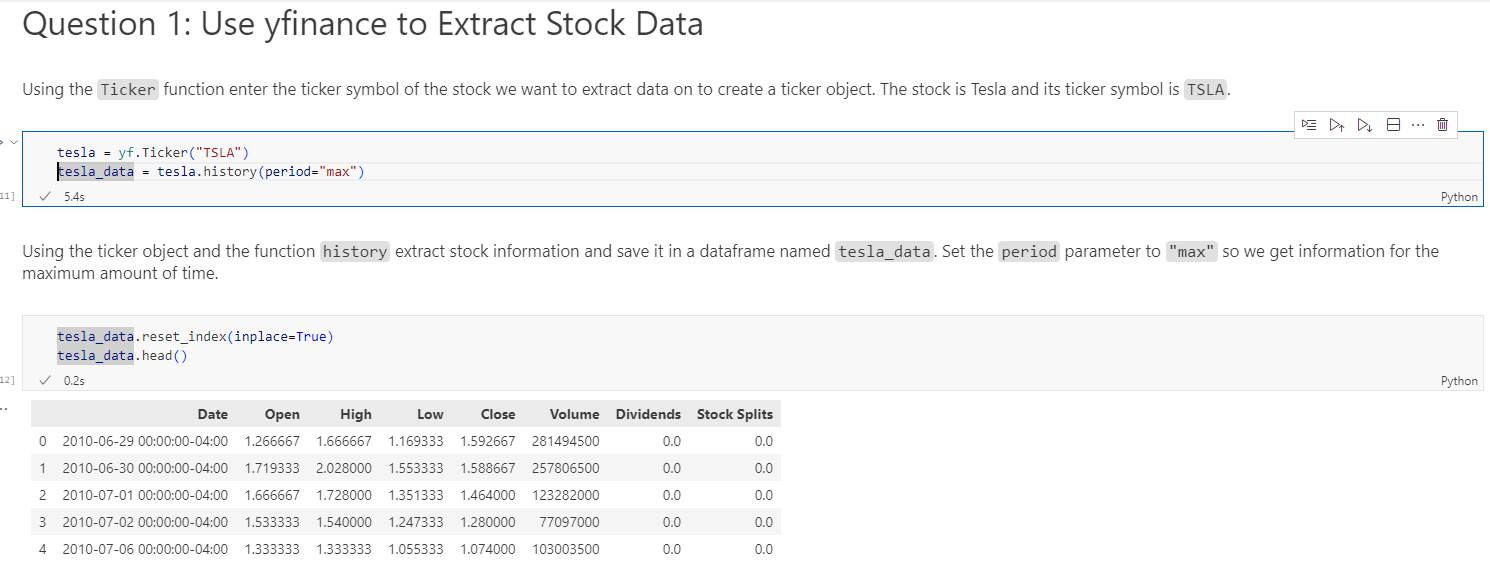 Question 1: Use yfinance to Extract Stock Data
Using the Ticker function enter the ticker symbol of the stock we want to extract data on to create a ticker object. The stock is Tesla and its ticker symbol is TSLA.
tesla = yf.Ticker("TSLA")
tesla_data = tesla.history(period="max")
11]
5.4s
Python
Using the ticker object and the function history extract stock information and save it in a dataframe named tesla_data. Set the period parameter to "max" so we get information for the
maximum amount of time.
tesla_data.reset_index(inplace=True)
tesla_data.head()
12]
0.2s
Python
Date Open High Low Close Volume Dividends Stock Splits
0 2010-06-29 00:00:00-04:00 1.266667 1.666667 1.169333 1.592667 281494500 0.0 0.0
1 2010-06-30 00:00:00-04:00 1.719333 2.028000 1.553333 1.588667 257806500 0.0 0.0
2 2010-07-01 00:00:00-04:00 1.666667 1.728000 1.351333 1.464000 123282000 0.0 0.0
3 2010-07-02 00:00:00-04:00 1.533333 1.540000 1.247333 1.280000 77097000 0.0 0.0
4 2010-07-06 00:00:00-04:00 1.333333 1.333333 1.055333 1.074000 103003500 0.0 0.0